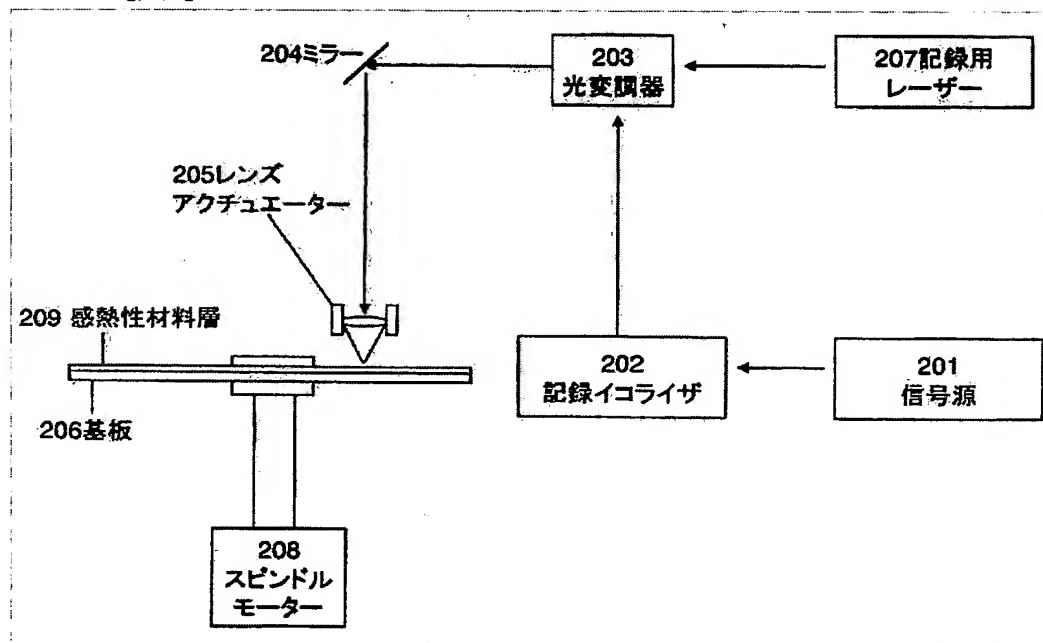 204ミラー
203
光変調器
207記録用
レーザー
205レンズ
アクチュエーター
209 感熱性材料層
206基板
202
記録イコライザ
201
信号源
208
スピンドル
モーター